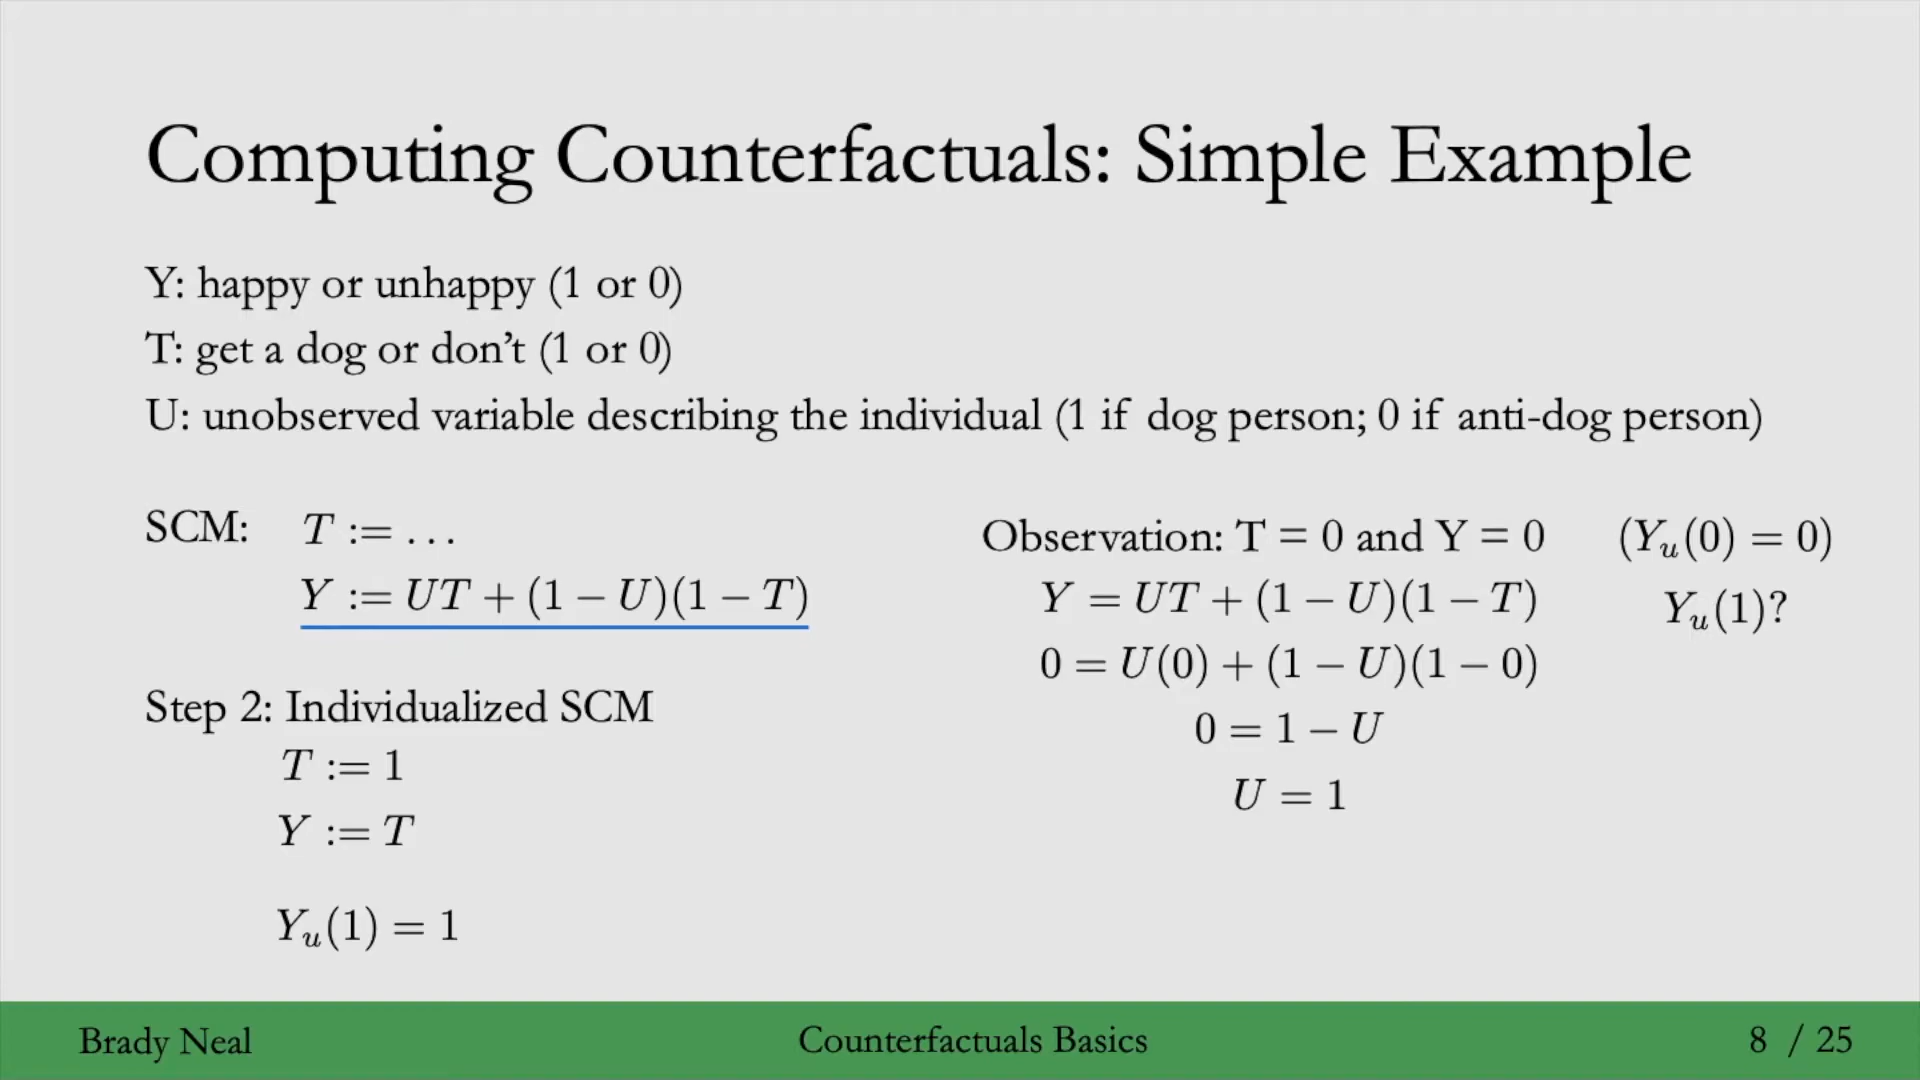 Computing Counterfactuals: Simple Example
Y: happy or unhappy (1 or 0)
T: get a dog or don't (1 or 0)
U: unobserved variable describing the individual (1 if dog person; 0 if anti-dog person)
SCM: T := ...
Y := UT + (1 − U)(1 − T)
Step 2: Individualized SCM
T := 1
Y := T
Yᵤ(1) = 1
Observation: T = 0 and Y = 0 (Yᵤ(0) = 0)
Y = UT + (1 − U)(1 − T) Yᵤ(1)?
0 = U(0) + (1 − U)(1 − 0)
0 = 1 − U
U = 1
Brady Neal Counterfactuals Basics 8 / 25